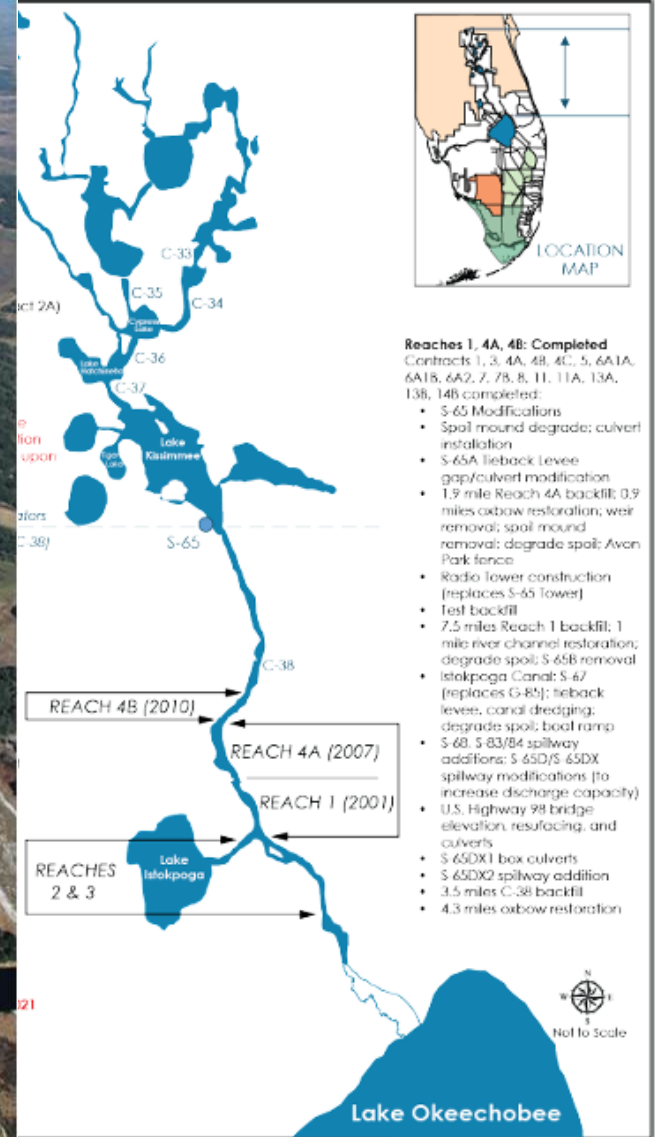 LOCATION
MAP
C-33
C-35
C-34
act 2A)
Cypress
Lake
C-36
Lake
Hatchineha
C-37
Lake
Kissimmee
Tiger
Lake
tion
upon
C-38)
S-65
C-38
REACH 4B (2010)
REACH 4A (2007)
REACH 1 (2001)
Lake
Istokpoga
REACHES
2 & 3
021
Reaches 1, 4A, 4B: Completed
Contracts 1, 3, 4A, 4B, 4C, 5, 6A1A,
6A1B, 6A2, 7, 7B, 8, 11, 11A, 13A,
13B, 14B completed:
• S-65 Modifications
• Spoil mound degrade; culvert
installation
• S-65A Tieback Levee
gap/culvert modification
• 1.9 mile Reach 4A backfill; 0.9
miles oxbow restoration; weir
removal; spoil mound
removal; degrade spoil; Avon
Park fence
• Radio Tower construction
(replaces S-65 Tower)
• Test backfill
• 7.5 miles Reach 1 backfill; 1
mile river channel restoration;
degrade spoil; S-65B removal
• Istokpoga Canal: S-67
(replaces G-85); tieback
levee, canal dredging;
degrade spoil; boat ramp
• S-68, S-83/84 spillway
additions; S-65D/S-65DX
spillway modifications (to
increase discharge capacity)
• U.S. Highway 98 bridge
elevation, resufacing, and
culverts
• S-65DX1 box culverts
• S-65DX2 spillway addition
• 3.5 miles C-38 backfill
• 4.3 miles oxbow restoration
N
W E
S
Not to Scale
Lake Okeechobee